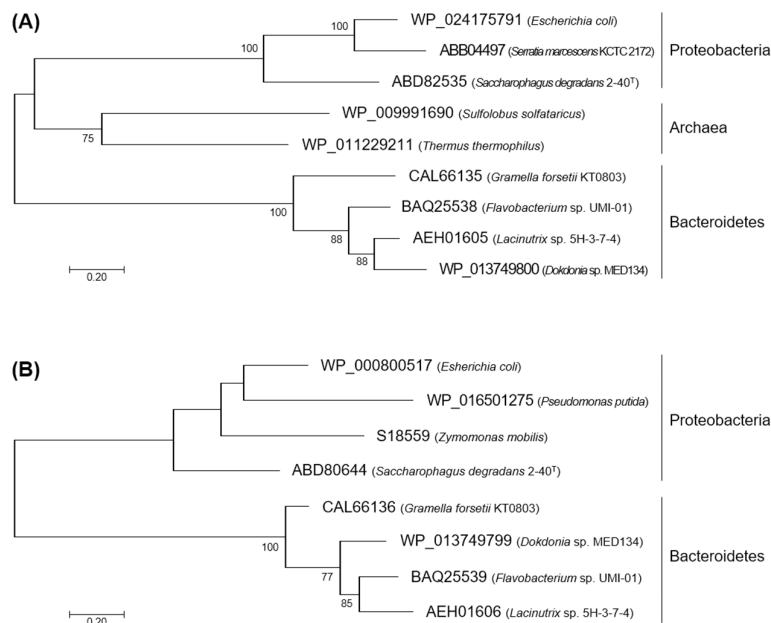 (A)
WP_024175791 (Escherichia coli)
100
100
ABB04497 (Serratia marcescens KCTC 2172)
Proteobacteria
ABD82535 (Saccharophagus degradans 2-40ᵀ)
WP_009991690 (Sulfolobus solfataricus)
Archaea
75
WP_011229211 (Thermus thermophilus)
CAL66135 (Gramella forsetii KT0803)
100
BAQ25538 (Flavobacterium sp. UMI-01)
Bacteroidetes
88
AEH01605 (Lacinutrix sp. 5H-3-7-4)
88
WP_013749800 (Dokdonia sp. MED134)
0.20
(B)
WP_000800517 (Esherichia coli)
WP_016501275 (Pseudomonas putida)
Proteobacteria
S18559 (Zymomonas mobilis)
ABD80644 (Saccharophagus degradans 2-40ᵀ)
CAL66136 (Gramella forsetii KT0803)
100
WP_013749799 (Dokdonia sp. MED134)
Bacteroidetes
77
BAQ25539 (Flavobacterium sp. UMI-01)
85
AEH01606 (Lacinutrix sp. 5H-3-7-4)
0.20